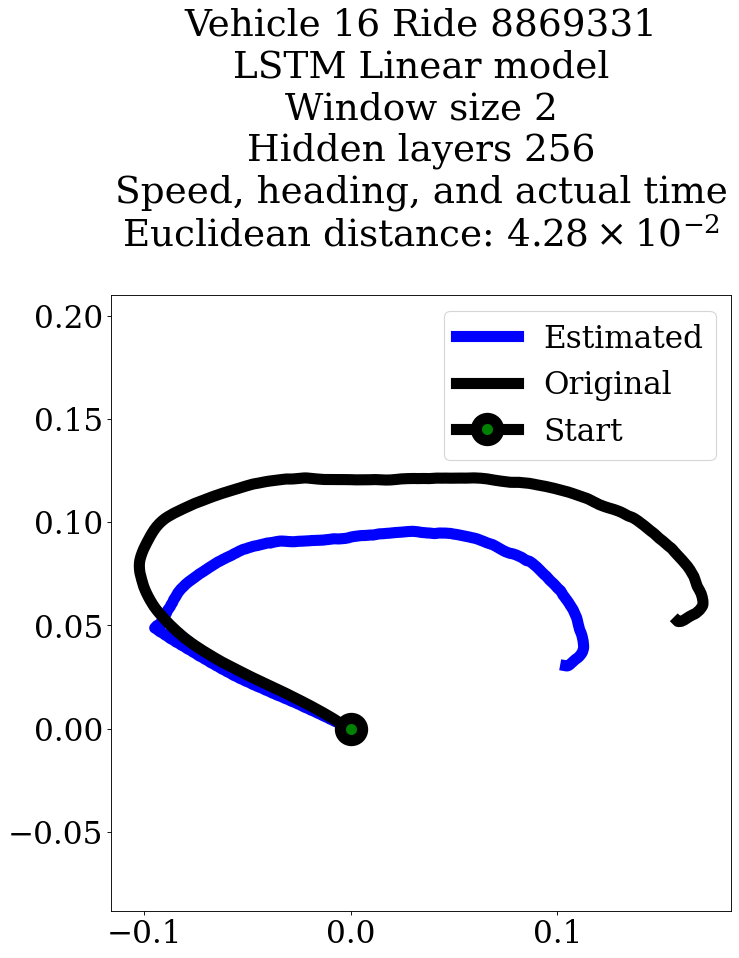 Vehicle 16 Ride 8869331
LSTM Linear model
Window size 2
Hidden layers 256
Speed, heading, and actual time
Euclidean distance: 4.28 × 10⁻²
Estimated
Original
Start
0.20
0.15
0.10
0.05
0.00
−0.05
−0.1
0.0
0.1